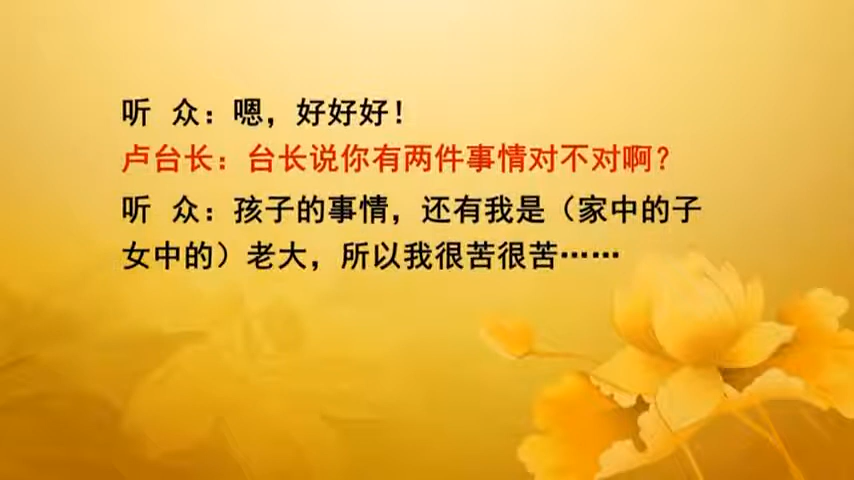 听 众：嗯，好好好！
卢台长：台长说你有两件事情对不对啊？
听 众：孩子的事情，还有我是（家中的子
女中的）老大，所以我很苦很苦……